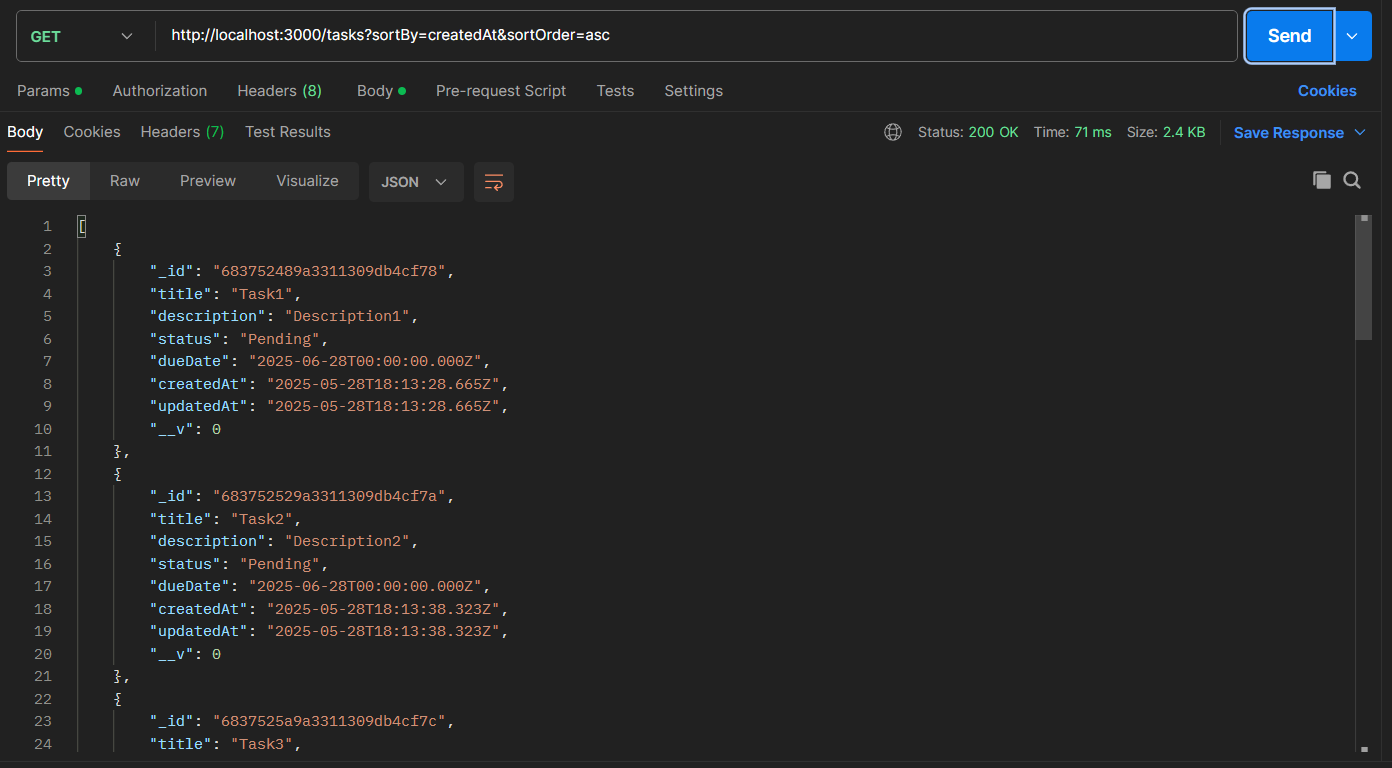 GET http://localhost:3000/tasks?sortBy=createdAt&sortOrder=asc Send
Params Authorization Headers (8) Body Pre-request Script Tests Settings Cookies
Body Cookies Headers (7) Test Results Status: 200 OK Time: 71 ms Size: 2.4 KB Save Response
Pretty Raw Preview Visualize JSON
1 [
2 {
3 "_id": "683752489a3311309db4cf78",
4 "title": "Task1",
5 "description": "Description1",
6 "status": "Pending",
7 "dueDate": "2025-06-28T00:00:00.000Z",
8 "createdAt": "2025-05-28T18:13:28.665Z",
9 "updatedAt": "2025-05-28T18:13:28.665Z",
10 "__v": 0
11 },
12 {
13 "_id": "683752529a3311309db4cf7a",
14 "title": "Task2",
15 "description": "Description2",
16 "status": "Pending",
17 "dueDate": "2025-06-28T00:00:00.000Z",
18 "createdAt": "2025-05-28T18:13:38.323Z",
19 "updatedAt": "2025-05-28T18:13:38.323Z",
20 "__v": 0
21 },
22 {
23 "_id": "6837525a9a3311309db4cf7c",
24 "title": "Task3",